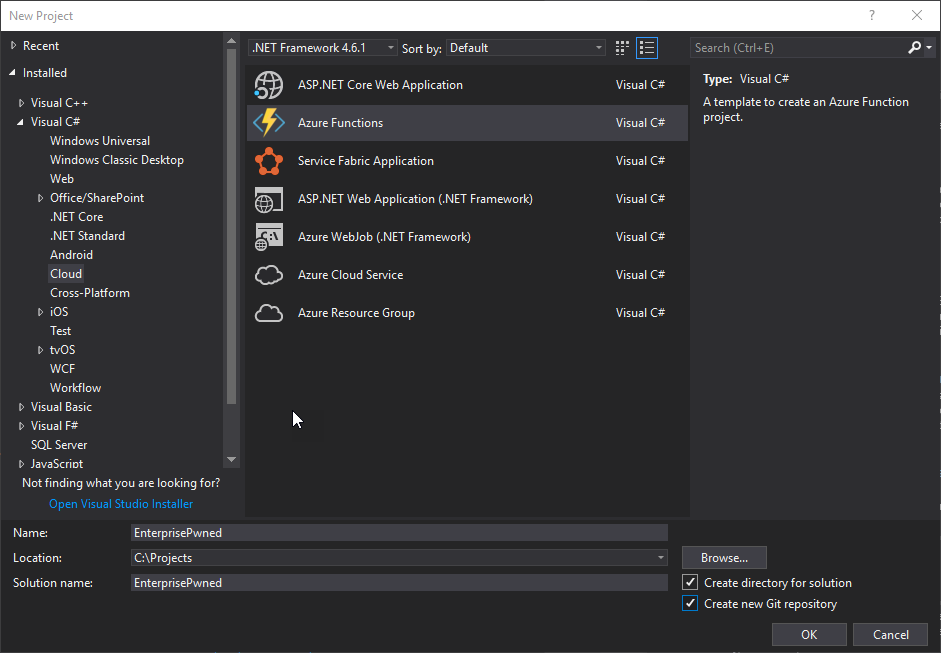 New Project
?
Recent
Installed
Visual C++
Visual C#
Windows Universal
Windows Classic Desktop
Web
Office/SharePoint
.NET Core
.NET Standard
Android
Cloud
Cross-Platform
iOS
Test
tvOS
WCF
Workflow
Visual Basic
Visual F#
SQL Server
JavaScript
Not finding what you are looking for?
Open Visual Studio Installer
.NET Framework 4.6.1 Sort by: Default
ASP.NET Core Web Application Visual C#
Azure Functions Visual C#
Service Fabric Application Visual C#
ASP.NET Web Application (.NET Framework) Visual C#
Azure WebJob (.NET Framework) Visual C#
Azure Cloud Service Visual C#
Azure Resource Group Visual C#
Search (Ctrl+E)
Type: Visual C#
A template to create an Azure Function
project.
Name: EnterprisePwned
Location: C:\Projects Browse...
Solution name: EnterprisePwned
Create directory for solution
Create new Git repository
OK Cancel